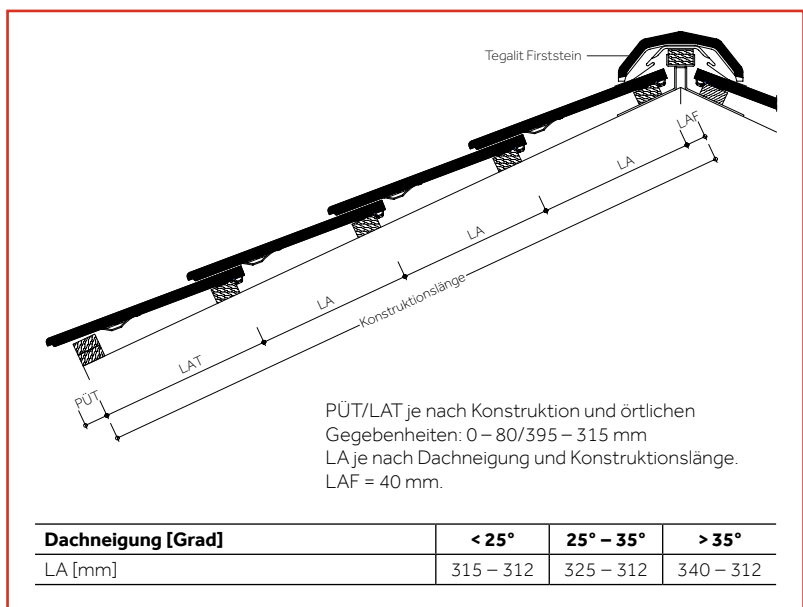 Tegalit Firststein
LAF
LA
LA
LA
Konstruktionslänge
LAT
PÜT
PÜT/LAT je nach Konstruktion und örtlichen
Gegebenheiten: 0 – 80/395 – 315 mm
LA je nach Dachneigung und Konstruktionslänge.
LAF = 40 mm.
Dachneigung [Grad] < 25° 25° – 35° > 35°
LA [mm] 315 – 312 325 – 312 340 – 312